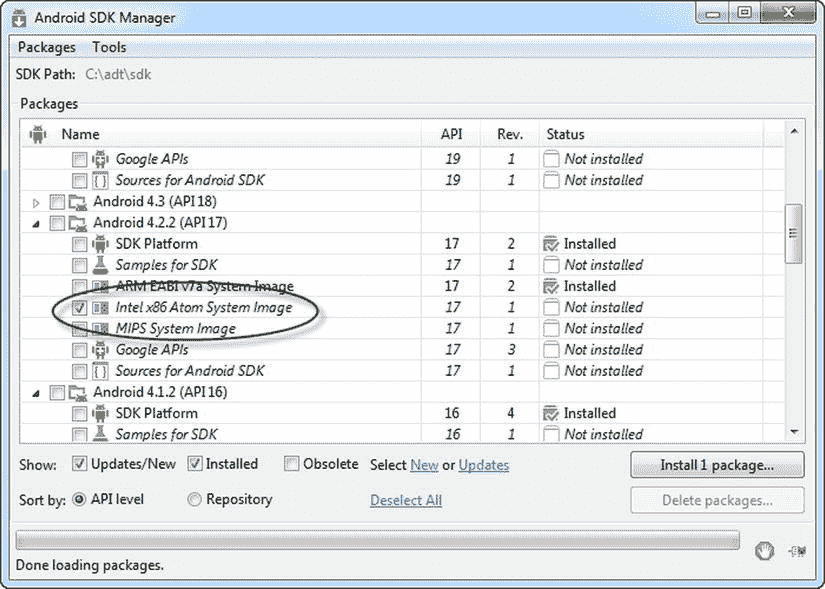 Android SDK Manager
Packages Tools
SDK Path: C:\adt\sdk
Packages
Name API Rev. Status
Google APIs 19 1 Not installed
Sources for Android SDK 19 1 Not installed
Android 4.3 (API 18)
Android 4.2.2 (API 17)
SDK Platform 17 2 Installed
Samples for SDK 17 1 Not installed
ARM EABI v7a System Image 17 2 Installed
Intel x86 Atom System Image 17 1 Not installed
MIPS System Image 17 1 Not installed
Google APIs 17 3 Not installed
Sources for Android SDK 17 1 Not installed
Android 4.1.2 (API 16)
SDK Platform 16 4 Installed
Samples for SDK 16 1 Not installed
Show: Updates/New Installed Obsolete Select New or Updates Install 1 package...
Sort by: API level Repository Deselect All Delete packages...
Done loading packages.